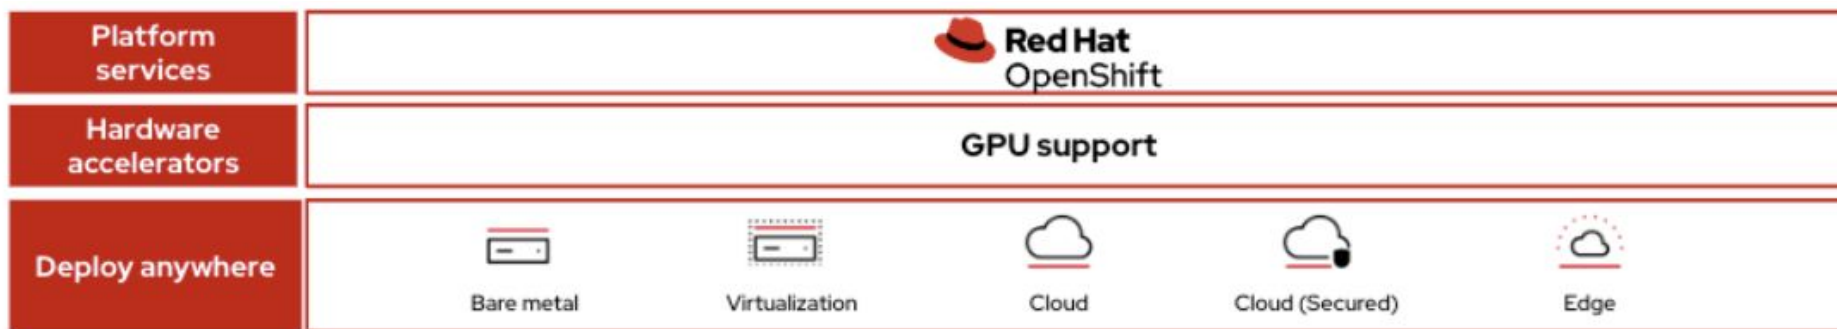 Platform
services
Red Hat
OpenShift
Hardware
accelerators
GPU support
Deploy anywhere
Bare metal
Virtualization
Cloud
Cloud (Secured)
Edge